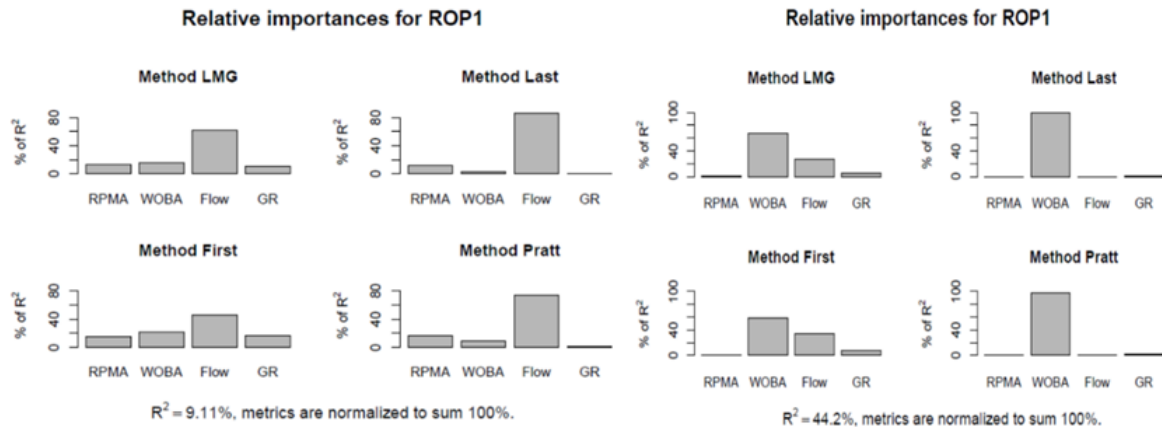 Relative importances for ROP1
Method LMG
% of R²
0 40 80
RPMA WOBA Flow GR
Method Last
% of R²
0 40 80
RPMA WOBA Flow GR
Method First
% of R²
0 40 80
RPMA WOBA Flow GR
Method Pratt
% of R²
0 40 80
RPMA WOBA Flow GR
R² = 9.11%, metrics are normalized to sum 100%.
Relative importances for ROP1
Method LMG
% of R²
0 40 100
RPMA WOBA Flow GR
Method Last
% of R²
0 40 100
RPMA WOBA Flow GR
Method First
% of R²
0 40 100
RPMA WOBA Flow GR
Method Pratt
% of R²
0 40 100
RPMA WOBA Flow GR
R² = 44.2%, metrics are normalized to sum 100%.